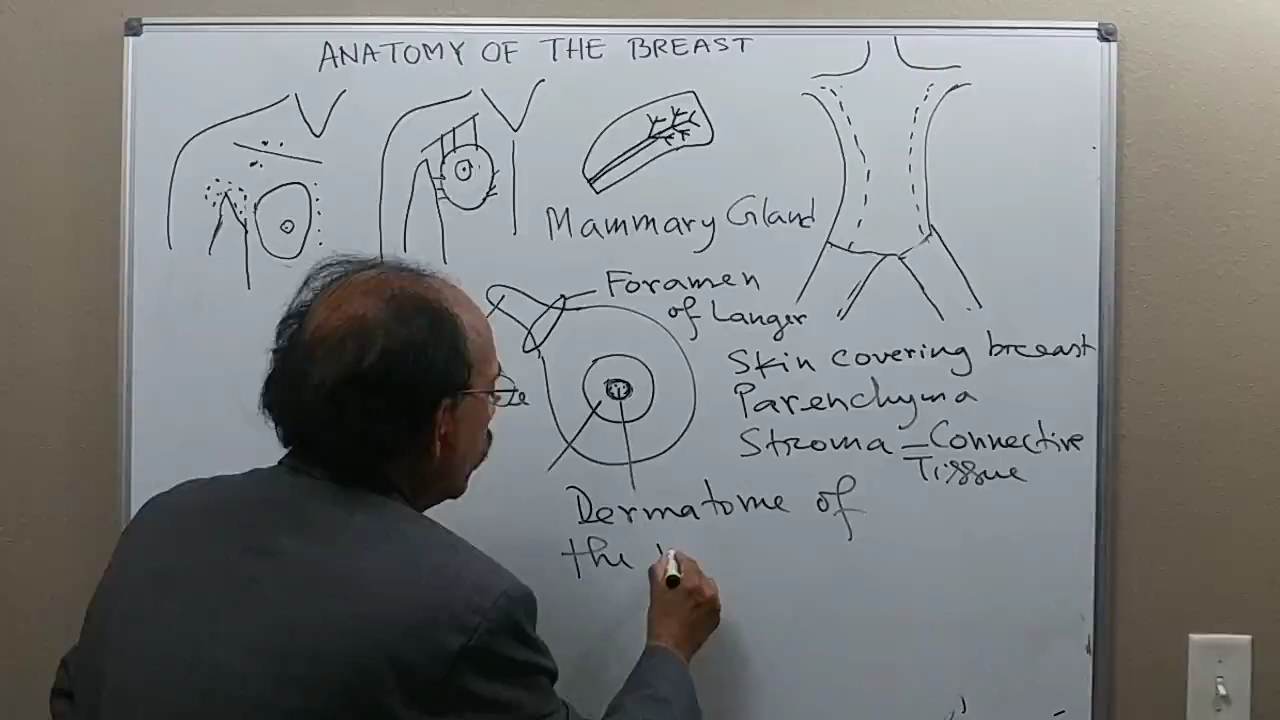 ANATOMY OF THE BREAST
Mammary Gland
Foramen
of Langer
Skin covering breast
Parenchyma
Stroma - Connective
Tissue
Dermatome of
the